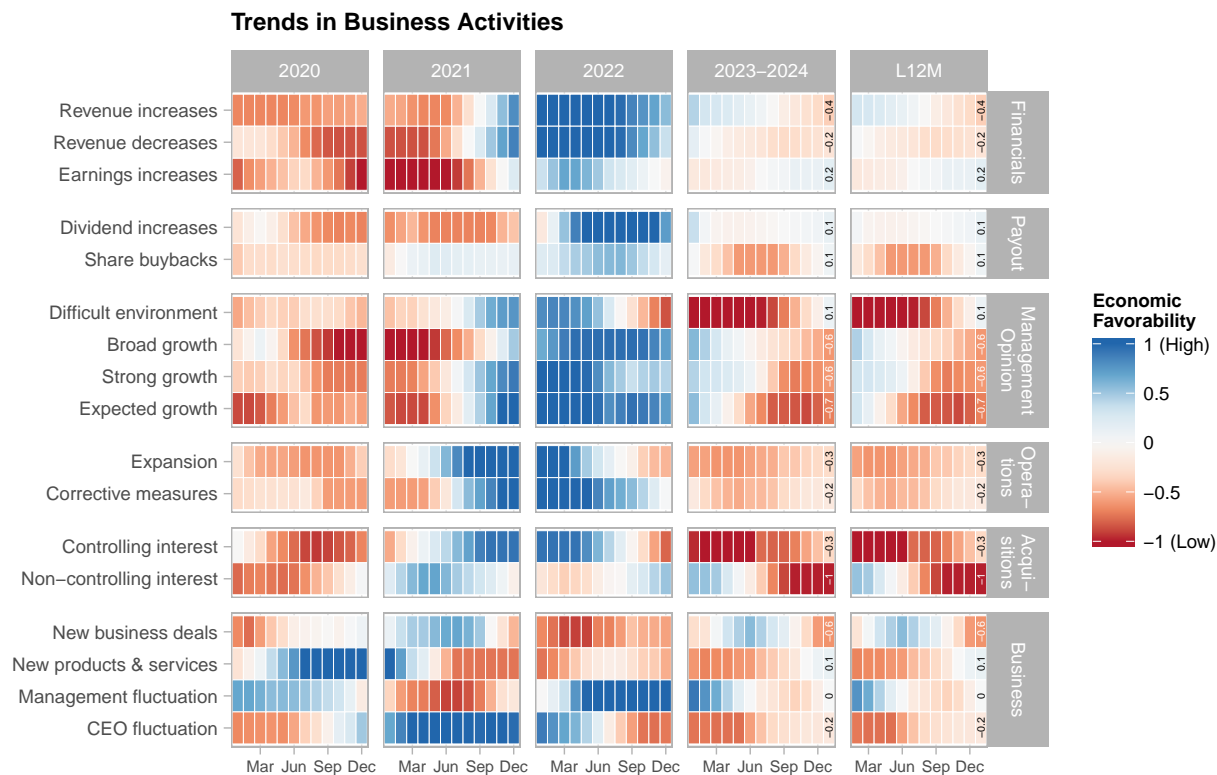 Trends in Business Activities
2020 2021 2022 2023−2024 L12M
Revenue increases −0.4 −0.4
Revenue decreases −0.2 −0.2
Earnings increases 0.2 0.2
Financials
Dividend increases 0.1 0.1
Share buybacks 0.1 0.1
Payout
Difficult environment 0.1 0.1
Broad growth −0.6 −0.6
Strong growth −0.6 −0.6
Expected growth −0.7 −0.7
Management
Opinion
Expansion −0.3 −0.3
Corrective measures −0.2 −0.2
Opera−
tions
Controlling interest −0.3 −0.3
Non−controlling interest −1 −1
Acqui−
sitions
New business deals −0.6 −0.6
New products & services 0.1 0.1
Management fluctuation 0 0
CEO fluctuation −0.2 −0.2
Business
Mar Jun Sep Dec Mar Jun Sep Dec Mar Jun Sep Dec Mar Jun Sep Dec Mar Jun Sep Dec
Economic
Favorability
1 (High)
0.5
0
−0.5
−1 (Low)